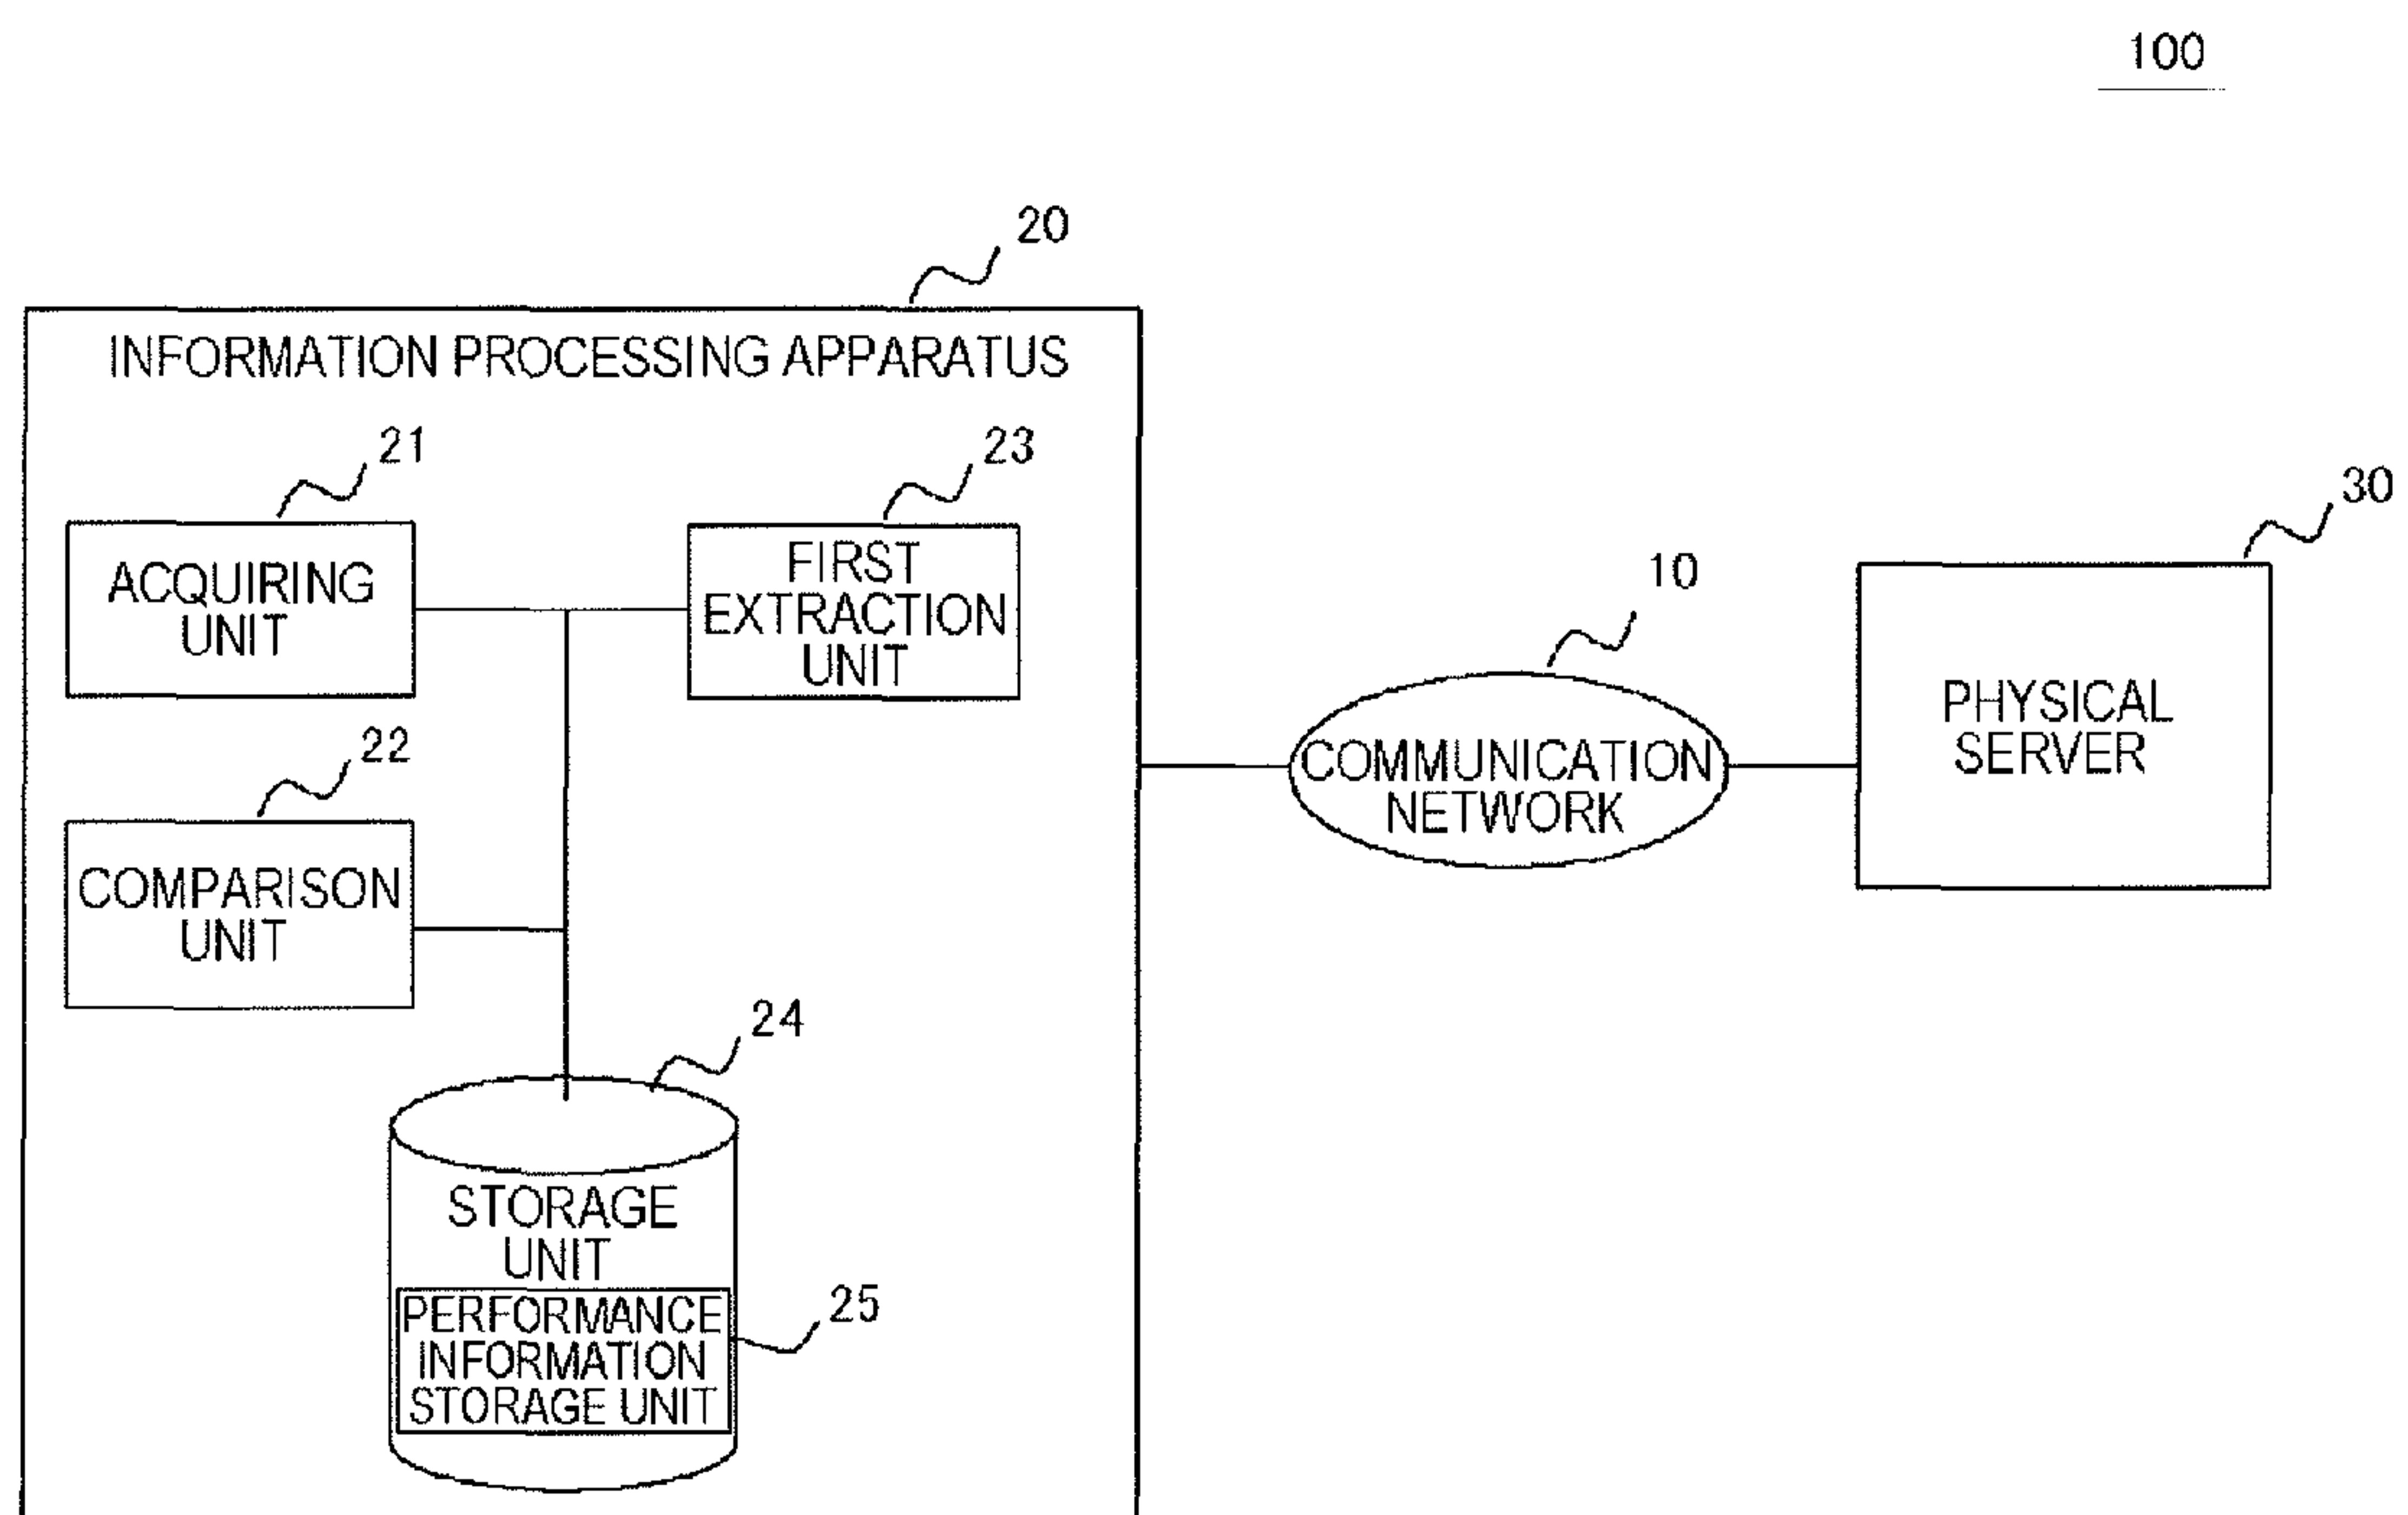 100
20
INFORMATION PROCESSING APPARATUS
21
23
ACQUIRING
UNIT
FIRST
EXTRACTION
UNIT
30
10
PHYSICAL
SERVER
COMMUNICATION
NETWORK
22
COMPARISON
UNIT
24
STORAGE
UNIT
25
PERFORMANCE
INFORMATION
STORAGE UNIT